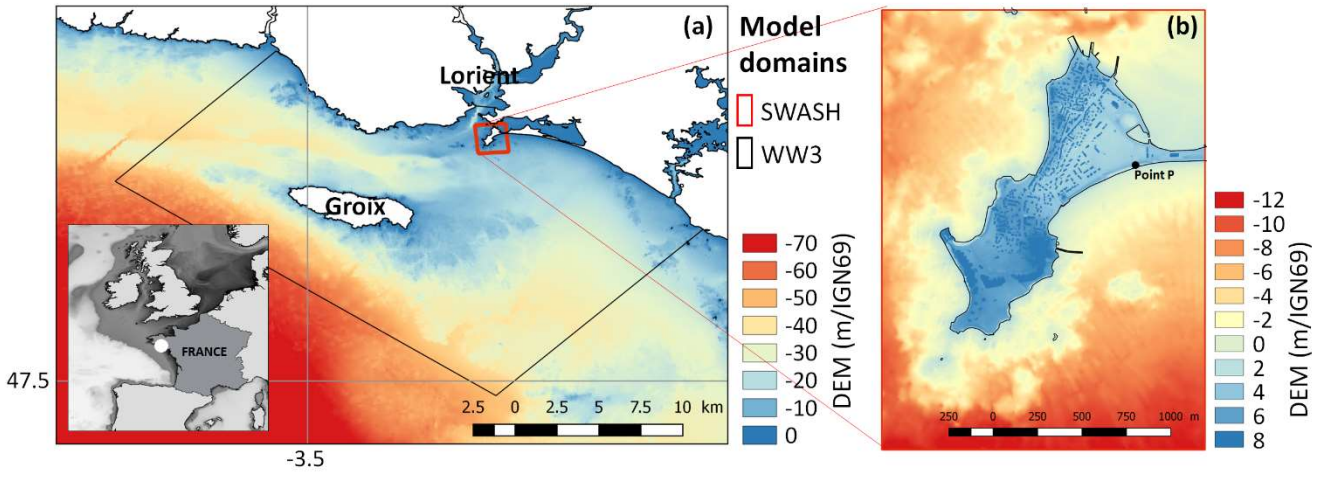 (a)
Lorient
Groix
FRANCE
47.5
-3.5
2.5 0 2.5 5 7.5 10 km
Model
domains
SWASH
WW3
-70
-60
-50
-40
-30
-20
-10
0
DEM (m/IGN69)
(b)
Point P
250 0 250 500 750 1000 m
-12
-10
-8
-6
-4
-2
0
2
4
6
8
DEM (m/IGN69)